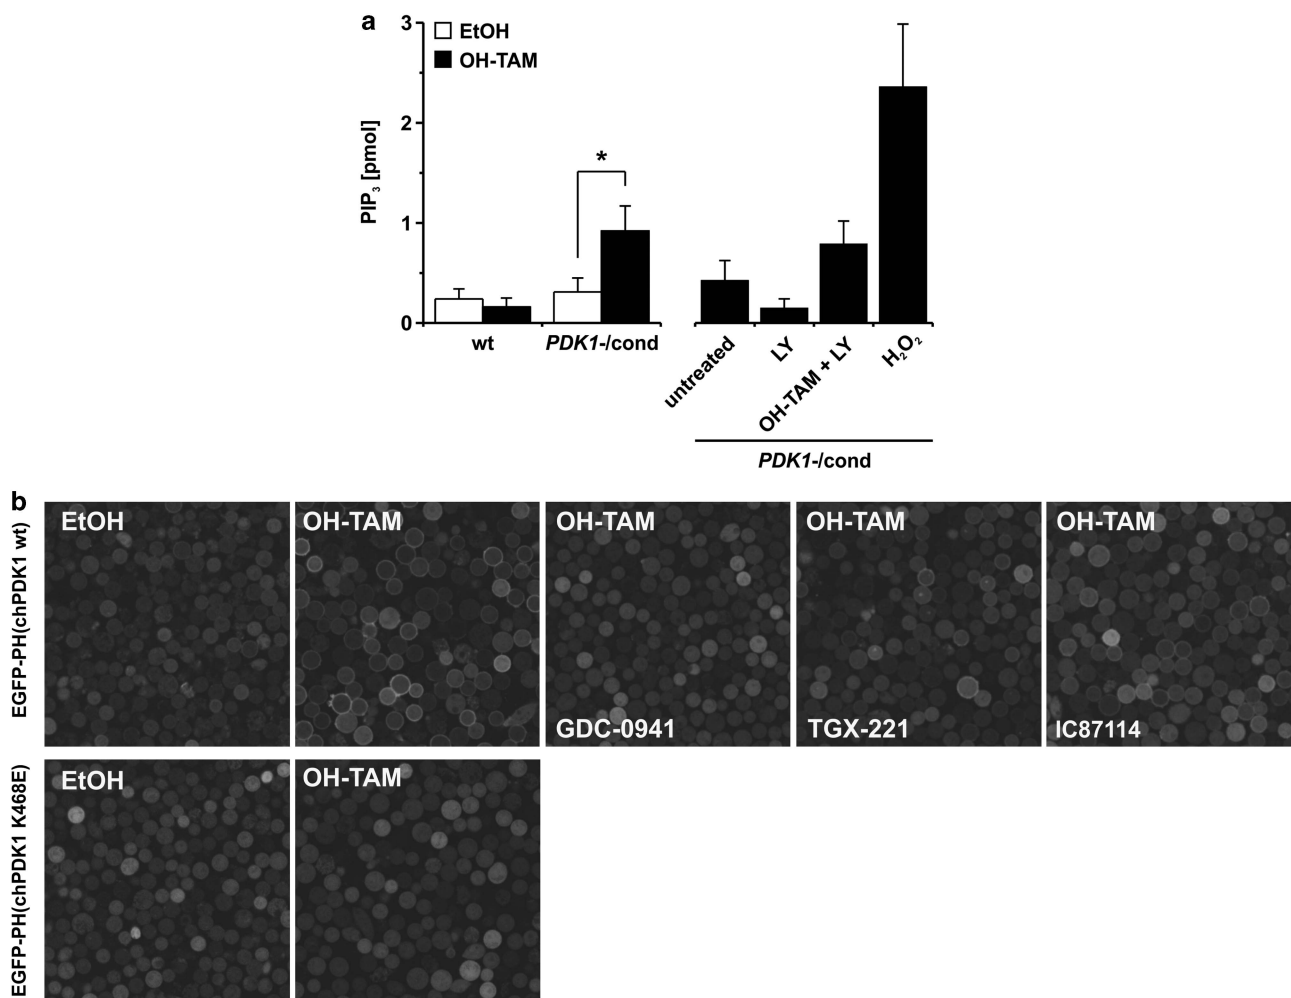 a
3
2
1
0
PIP₃ [pmol]
EtOH
OH-TAM
*
wt
PDK1-/cond
untreated
LY
OH-TAM + LY
H₂O₂
PDK1-/cond
b
EGFP-PH(chPDK1 wt)
EtOH
OH-TAM
OH-TAM
GDC-0941
OH-TAM
TGX-221
OH-TAM
IC87114
EGFP-PH(chPDK1 K468E)
EtOH
OH-TAM